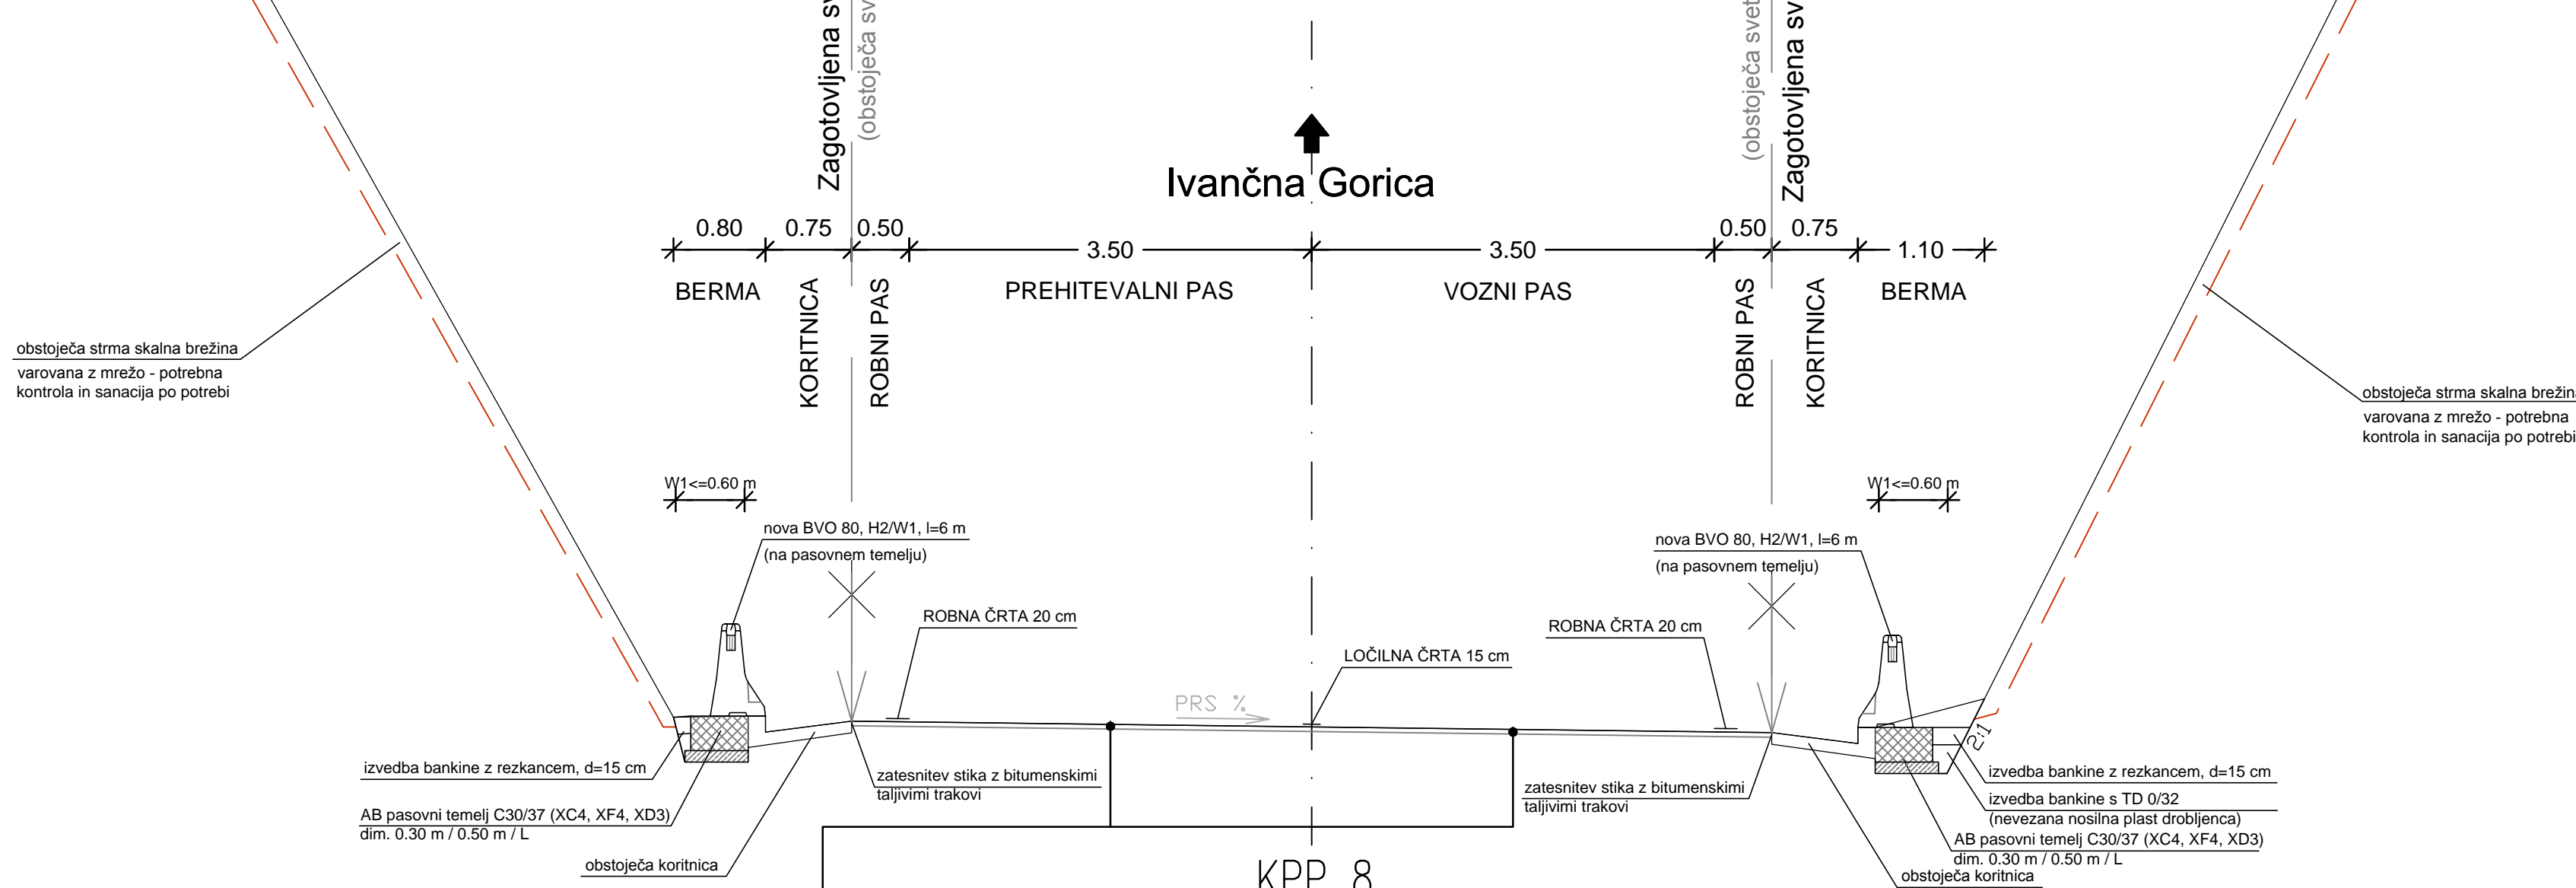 Zagotovljena
(obstoječa
(obstoječa
Zagotovljena
Ivančna Gorica
0.80
0.75
0.50
3.50
3.50
0.50
0.75
1.10
BERMA
KORITNICA
ROBNI PAS
PREHITEVALNI PAS
VOZNI PAS
ROBNI PAS
KORITNICA
BERMA
obstoječa strma skalna brežina
varovana z mrežo - potrebna
kontrola in sanacija po potrebi
obstoječa strma skalna brežina
varovana z mrežo - potrebna
kontrola in sanacija po potrebi
W1<=0.60 m
W1<=0.60 m
nova BVO 80, H2/W1, l=6 m
(na pasovnem temelju)
nova BVO 80, H2/W1, l=6 m
(na pasovnem temelju)
ROBNA ČRTA 20 cm
ROBNA ČRTA 20 cm
LOČILNA ČRTA 15 cm
PRS %
izvedba bankine z rezkancem, d=15 cm
AB pasovni temelj C30/37 (XC4, XF4, XD3)
dim. 0.30 m / 0.50 m / L
obstoječa koritnica
zatesnitev stika z bitumenskimi
taljivimi trakovi
zatesnitev stika z bitumenskimi
taljivimi trakovi
izvedba bankine z rezkancem, d=15 cm
izvedba bankine s TD 0/32
(nevezana nosilna plast drobljenca)
AB pasovni temelj C30/37 (XC4, XF4, XD3)
dim. 0.30 m / 0.50 m / L
obstoječa koritnica
KPP 8